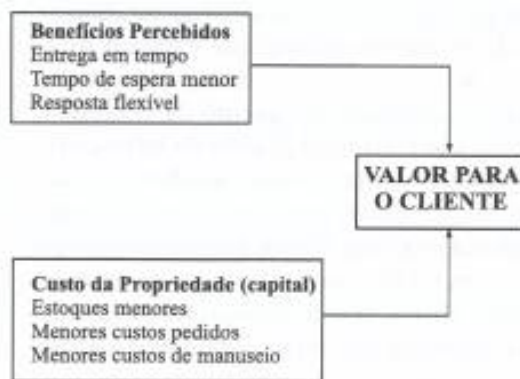 Benefícios Percebidos
Entrega em tempo
Tempo de espera menor
Resposta flexível
VALOR PARA
O CLIENTE
Custo da Propriedade (capital)
Estoques menores
Menores custos pedidos
Menores custos de manuseio